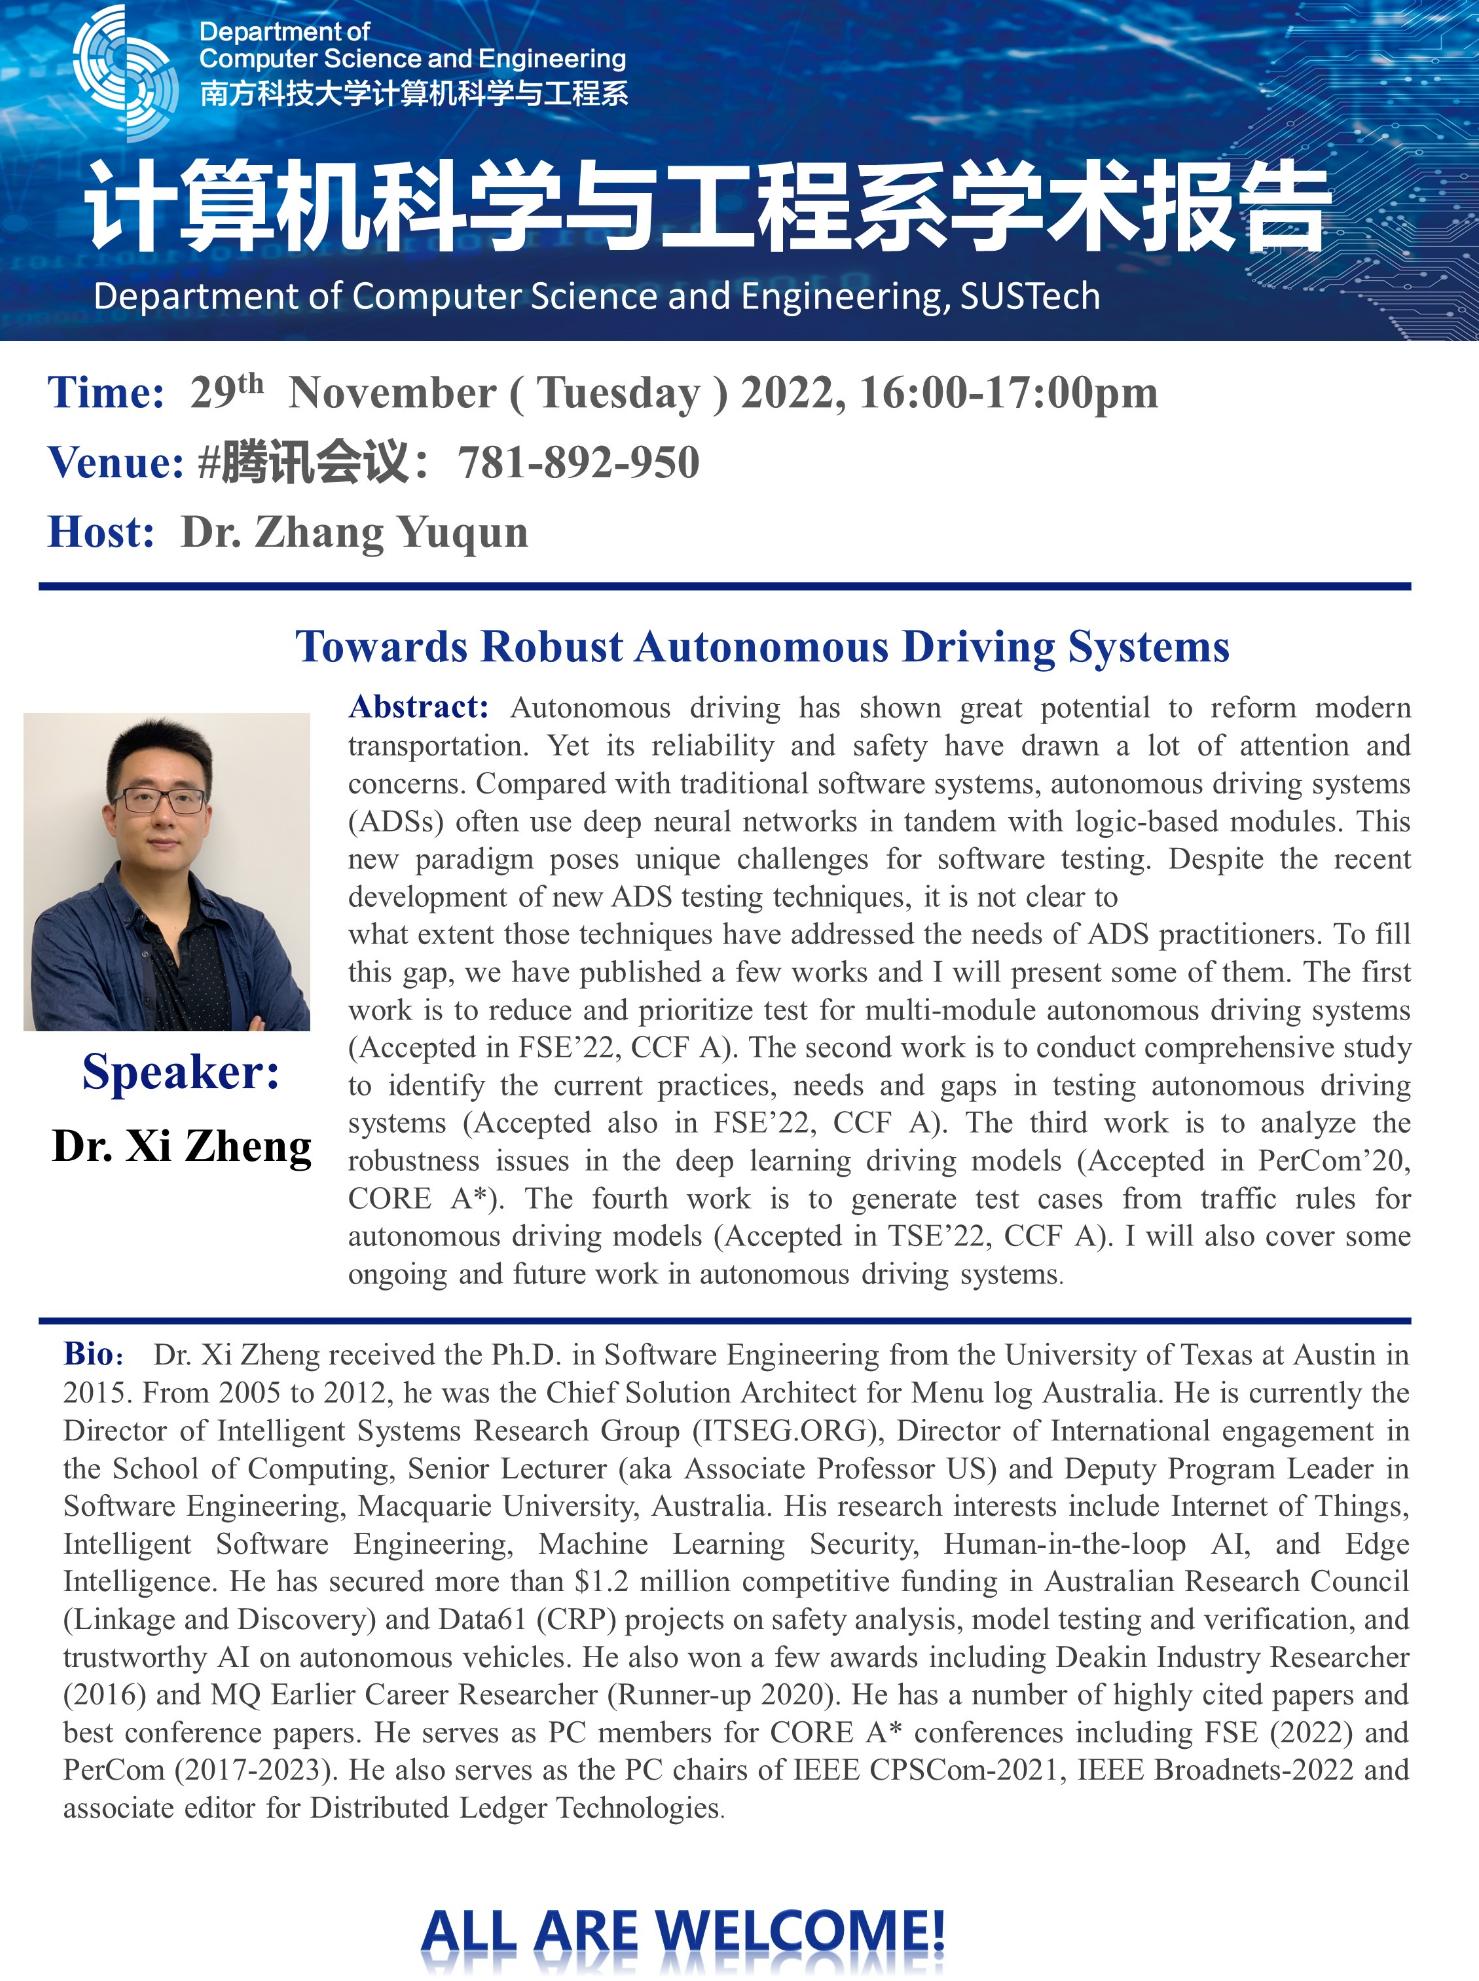 Department of
Computer Science and Engineering
南方科技大学计算机科学与工程系
计算机科学与工程系学术报告
Department of Computer Science and Engineering, SUSTech
Time: 29th November ( Tuesday ) 2022, 16:00-17:00pm
Venue: #腾讯会议：781-892-950
Host: Dr. Zhang Yuqun
Towards Robust Autonomous Driving Systems
Speaker:
Dr. Xi Zheng
Abstract: Autonomous driving has shown great potential to reform modern
transportation. Yet its reliability and safety have drawn a lot of attention and
concerns. Compared with traditional software systems, autonomous driving systems
(ADSs) often use deep neural networks in tandem with logic-based modules. This
new paradigm poses unique challenges for software testing. Despite the recent
development of new ADS testing techniques, it is not clear to
what extent those techniques have addressed the needs of ADS practitioners. To fill
this gap, we have published a few works and I will present some of them. The first
work is to reduce and prioritize test for multi-module autonomous driving systems
(Accepted in FSE’22, CCF A). The second work is to conduct comprehensive study
to identify the current practices, needs and gaps in testing autonomous driving
systems (Accepted also in FSE’22, CCF A). The third work is to analyze the
robustness issues in the deep learning driving models (Accepted in PerCom’20,
CORE A*). The fourth work is to generate test cases from traffic rules for
autonomous driving models (Accepted in TSE’22, CCF A). I will also cover some
ongoing and future work in autonomous driving systems.
Bio： Dr. Xi Zheng received the Ph.D. in Software Engineering from the University of Texas at Austin in
2015. From 2005 to 2012, he was the Chief Solution Architect for Menu log Australia. He is currently the
Director of Intelligent Systems Research Group (ITSEG.ORG), Director of International engagement in
the School of Computing, Senior Lecturer (aka Associate Professor US) and Deputy Program Leader in
Software Engineering, Macquarie University, Australia. His research interests include Internet of Things,
Intelligent Software Engineering, Machine Learning Security, Human-in-the-loop AI, and Edge
Intelligence. He has secured more than $1.2 million competitive funding in Australian Research Council
(Linkage and Discovery) and Data61 (CRP) projects on safety analysis, model testing and verification, and
trustworthy AI on autonomous vehicles. He also won a few awards including Deakin Industry Researcher
(2016) and MQ Earlier Career Researcher (Runner-up 2020). He has a number of highly cited papers and
best conference papers. He serves as PC members for CORE A* conferences including FSE (2022) and
PerCom (2017-2023). He also serves as the PC chairs of IEEE CPSCom-2021, IEEE Broadnets-2022 and
associate editor for Distributed Ledger Technologies.
ALL ARE WELCOME!